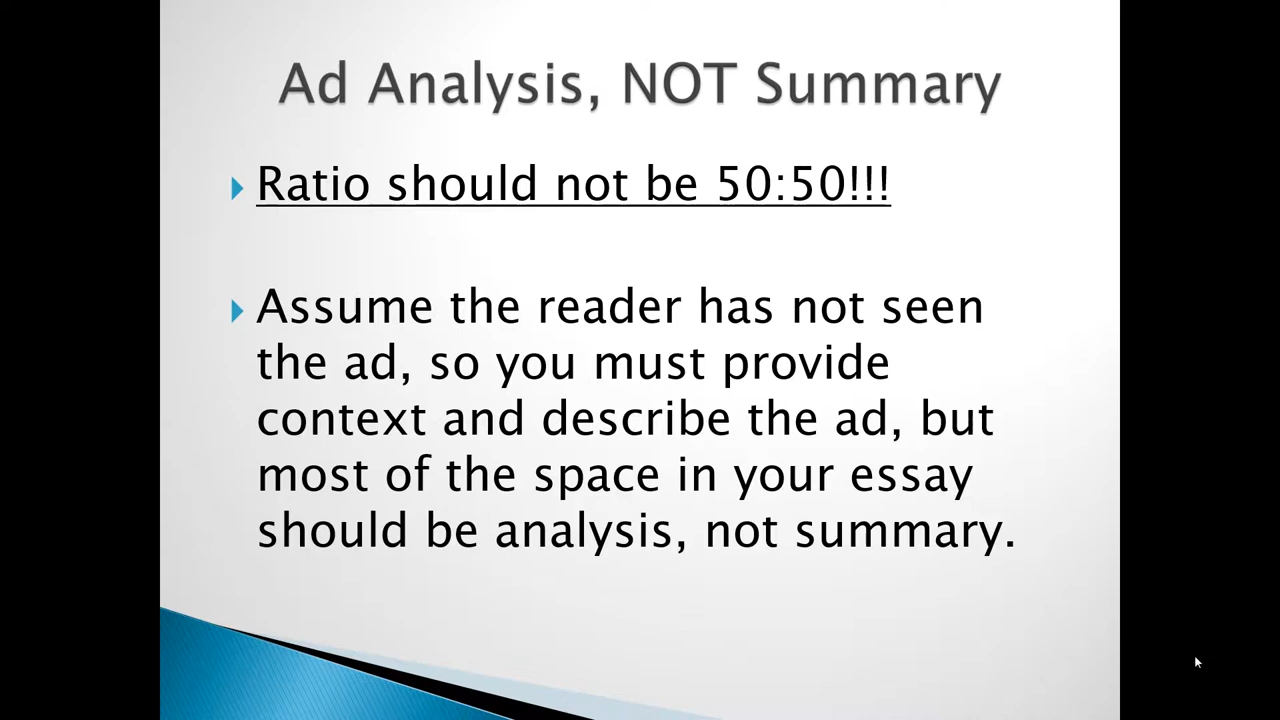 Ad Analysis, NOT Summary
Ratio should not be 50:50!!!
Assume the reader has not seen
the ad, so you must provide
context and describe the ad, but
most of the space in your essay
should be analysis, not summary.